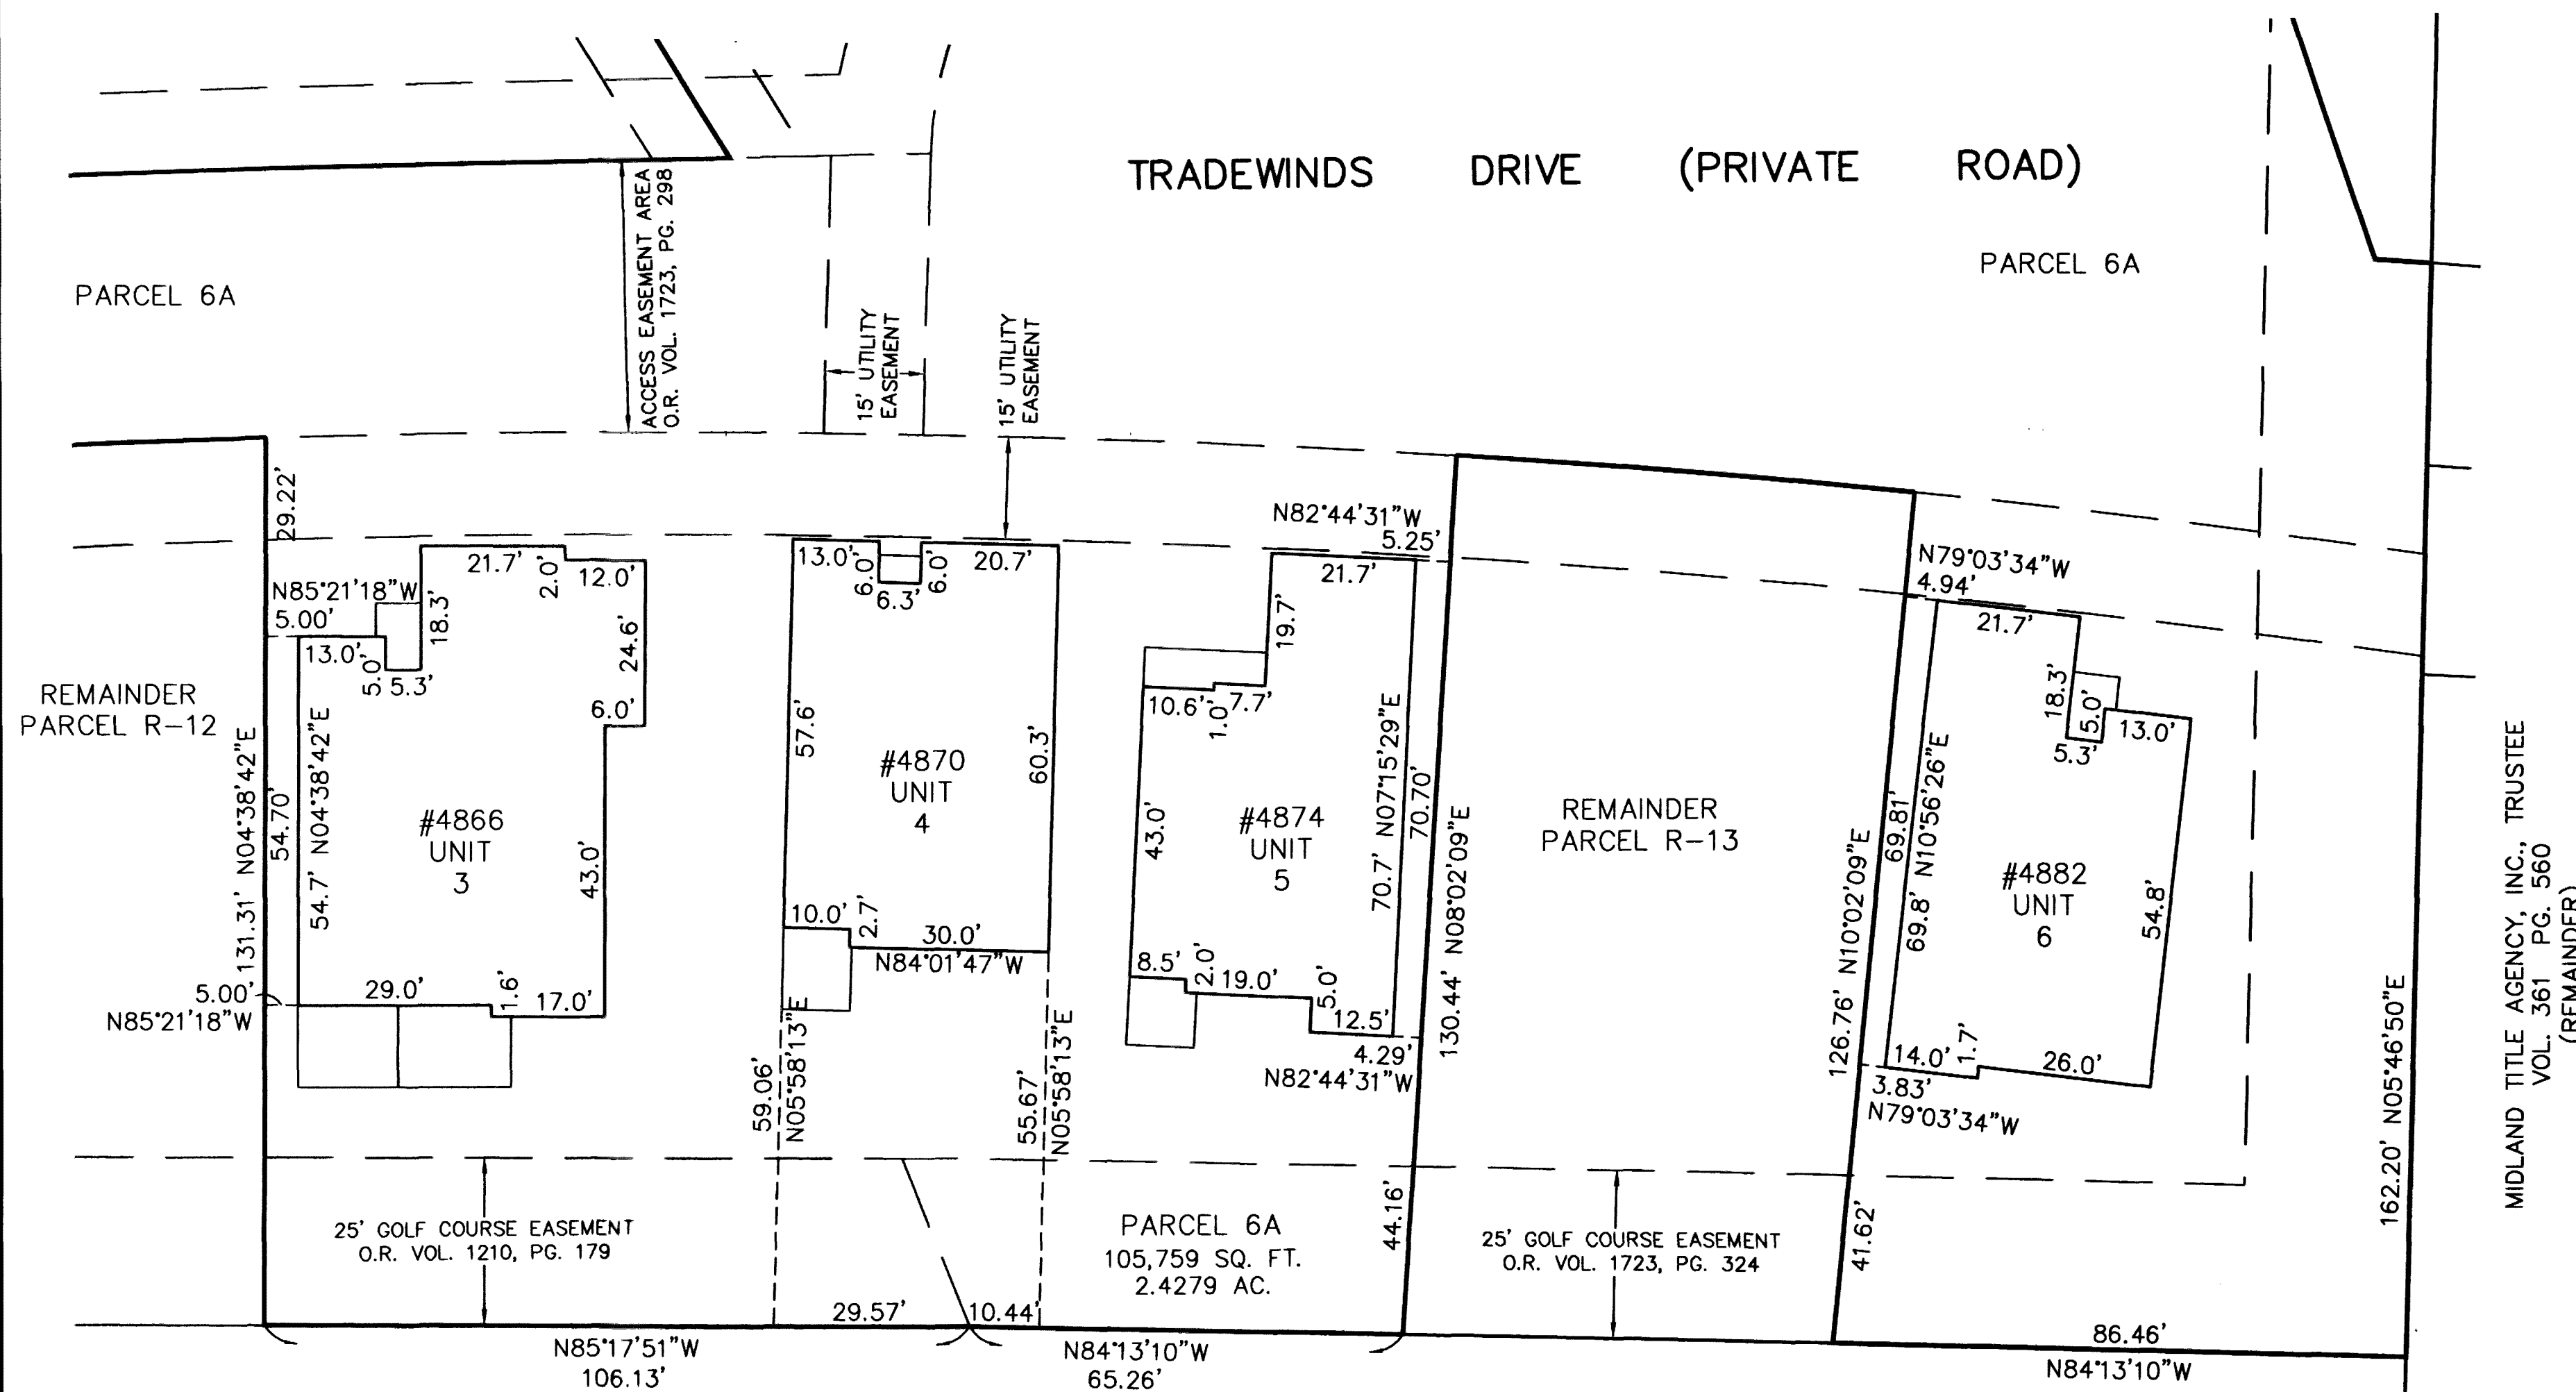 TRADEWINDS DRIVE (PRIVATE ROAD)
PARCEL 6A
PARCEL 6A
ACCESS EASEMENT AREA
O.R. VOL. 1723, PG. 298
15' UTILITY
EASEMENT
15' UTILITY
EASEMENT
29.22'
N85°21'18"W
5.00'
13.0'
5.0'
5.3'
18.3'
21.7'
2.0'
12.0'
24.6'
6.0'
43.0'
#4866
UNIT
3
54.7' N04°38'42"E
54.70'
131.31' N04°38'42"E
REMAINDER
PARCEL R-12
5.00'
N85°21'18"W
29.0'
1.6'
17.0'
13.0'
6.0'
6.3'
6.0'
20.7'
57.6'
60.3'
#4870
UNIT
4
10.0'
2.7'
30.0'
N84°01'47"W
59.06'
N05°58'13"E
55.67'
N05°58'13"E
N82°44'31"W
5.25'
21.7'
19.7'
10.6'
1.0'
7.7'
43.0'
#4874
UNIT
5
70.7' N07°15'29"E
70.70'
130.44' N08°02'09"E
8.5'
2.0'
19.0'
5.0'
12.5'
4.29'
N82°44'31"W
44.16'
REMAINDER
PARCEL R-13
N79°03'34"W
4.94'
21.7'
18.3'
5.0'
5.3'
13.0'
#4882
UNIT
6
54.8'
69.8' N10°56'26"E
69.81'
126.76' N10°02'09"E
14.0'
1.7'
26.0'
3.83'
N79°03'34"W
41.62'
162.20' N05°46'50"E
MIDLAND TITLE AGENCY, INC., TRUSTEE
VOL. 361 PG. 560
(REMAINDER)
25' GOLF COURSE EASEMENT
O.R. VOL. 1210, PG. 179
PARCEL 6A
105,759 SQ. FT.
2.4279 AC.
25' GOLF COURSE EASEMENT
O.R. VOL. 1723, PG. 324
29.57'
10.44'
N85°17'51"W
106.13'
N84°13'10"W
65.26'
86.46'
N84°13'10"W